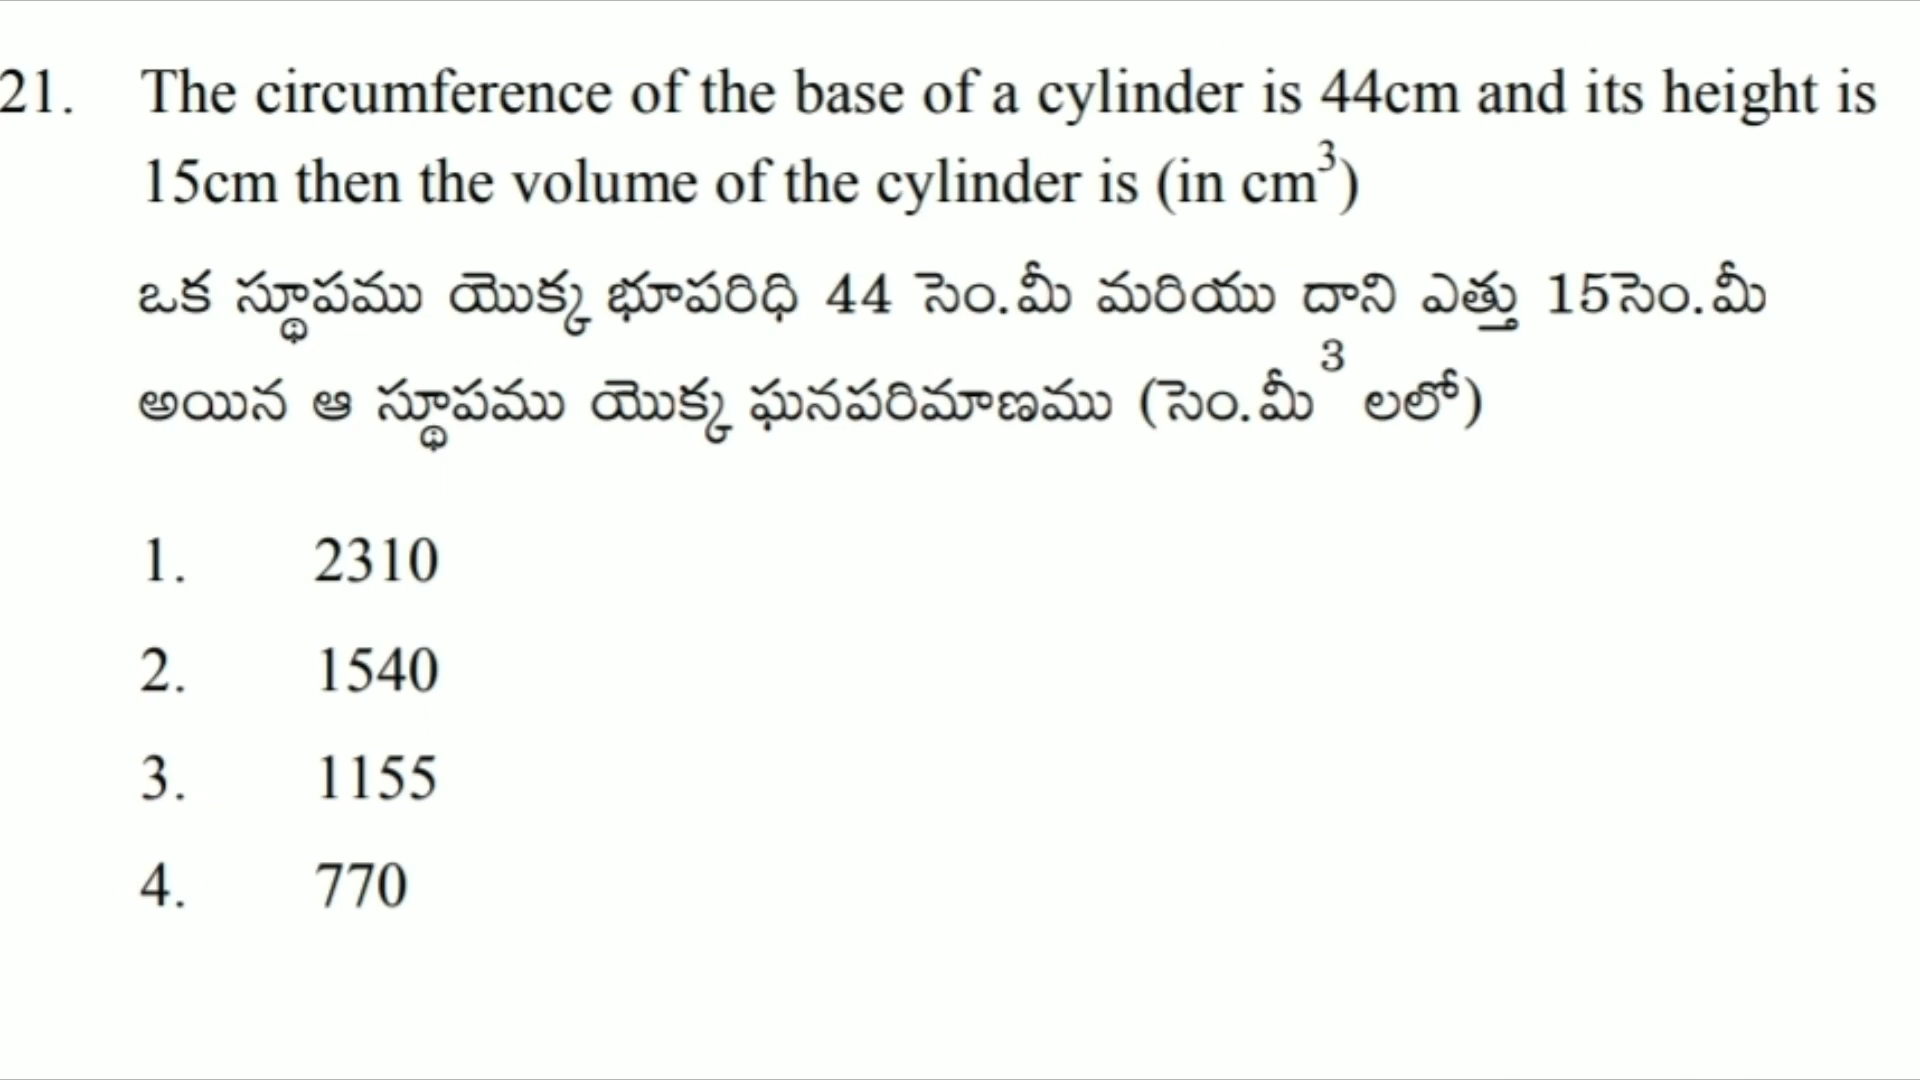 21. The circumference of the base of a cylinder is 44cm and its height is
15cm then the volume of the cylinder is (in cm³)
ఒక స్థూపము యొక్క భూపరిధి 44 సెం.మీ మరియు దాని ఎత్తు 15సెం.మీ
అయిన ఆ స్థూపము యొక్క ఘనపరిమాణము (సెం.మీ³ లలో)
1. 2310
2. 1540
3. 1155
4. 770